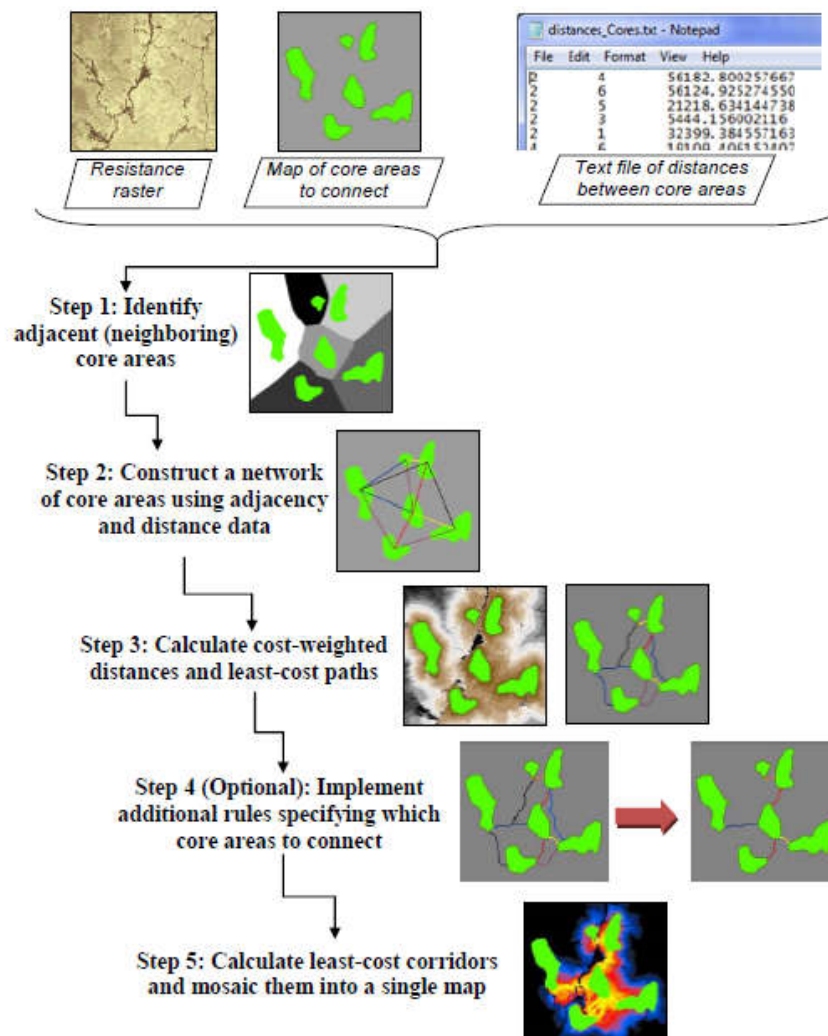 distances_Cores.txt - Notepad
File Edit Format View Help
2 4 56182.800257667
2 6 56124.925274550
2 5 21218.634144738
2 3 5444.156002116
2 1 32399.384557163
4 6
Resistance
raster
Map of core areas
to connect
Text file of distances
between core areas
Step 1: Identify
adjacent (neighboring)
core areas
Step 2: Construct a network
of core areas using adjacency
and distance data
Step 3: Calculate cost-weighted
distances and least-cost paths
Step 4 (Optional): Implement
additional rules specifying which
core areas to connect
Step 5: Calculate least-cost corridors
and mosaic them into a single map